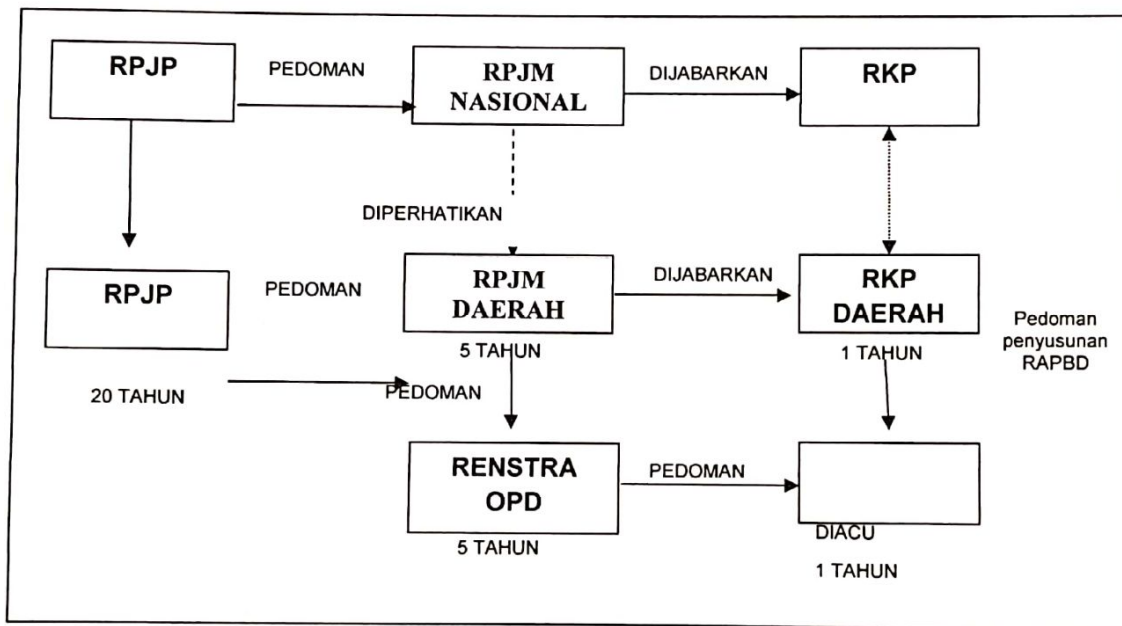 RPJP
PEDOMAN
RPJM
NASIONAL
DIJABARKAN
RKP
DIPERHATIKAN
RPJP
PEDOMAN
RPJM
DAERAH
DIJABARKAN
RKP
DAERAH
Pedoman
penyusunan
RAPBD
5 TAHUN
1 TAHUN
20 TAHUN
PEDOMAN
RENSTRA
OPD
PEDOMAN
DIACU
5 TAHUN
1 TAHUN